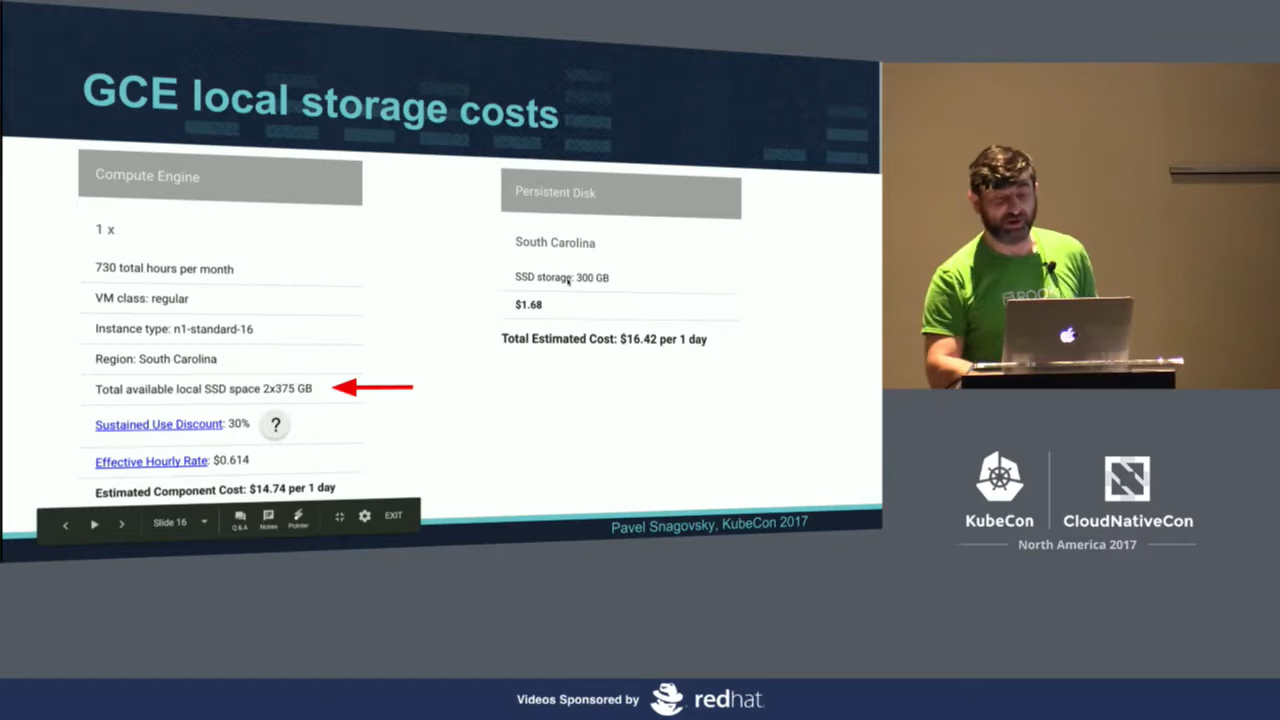 GCE local storage costs
Compute Engine
1 x
730 total hours per month
VM class: regular
Instance type: n1-standard-16
Region: South Carolina
Total available local SSD space 2x375 GB
Sustained Use Discount: 30%
?
Effective Hourly Rate: $0.614
Estimated Component Cost: $14.74 per 1 day
Persistent Disk
South Carolina
SSD storage: 300 GB
$1.68
Total Estimated Cost: $16.42 per 1 day
Slide 16
Q&A
Notes
Pointer
EXIT
Pavel Snagovsky, KubeCon 2017
KubeCon
CloudNativeCon
North America 2017
Videos Sponsored by
redhat.